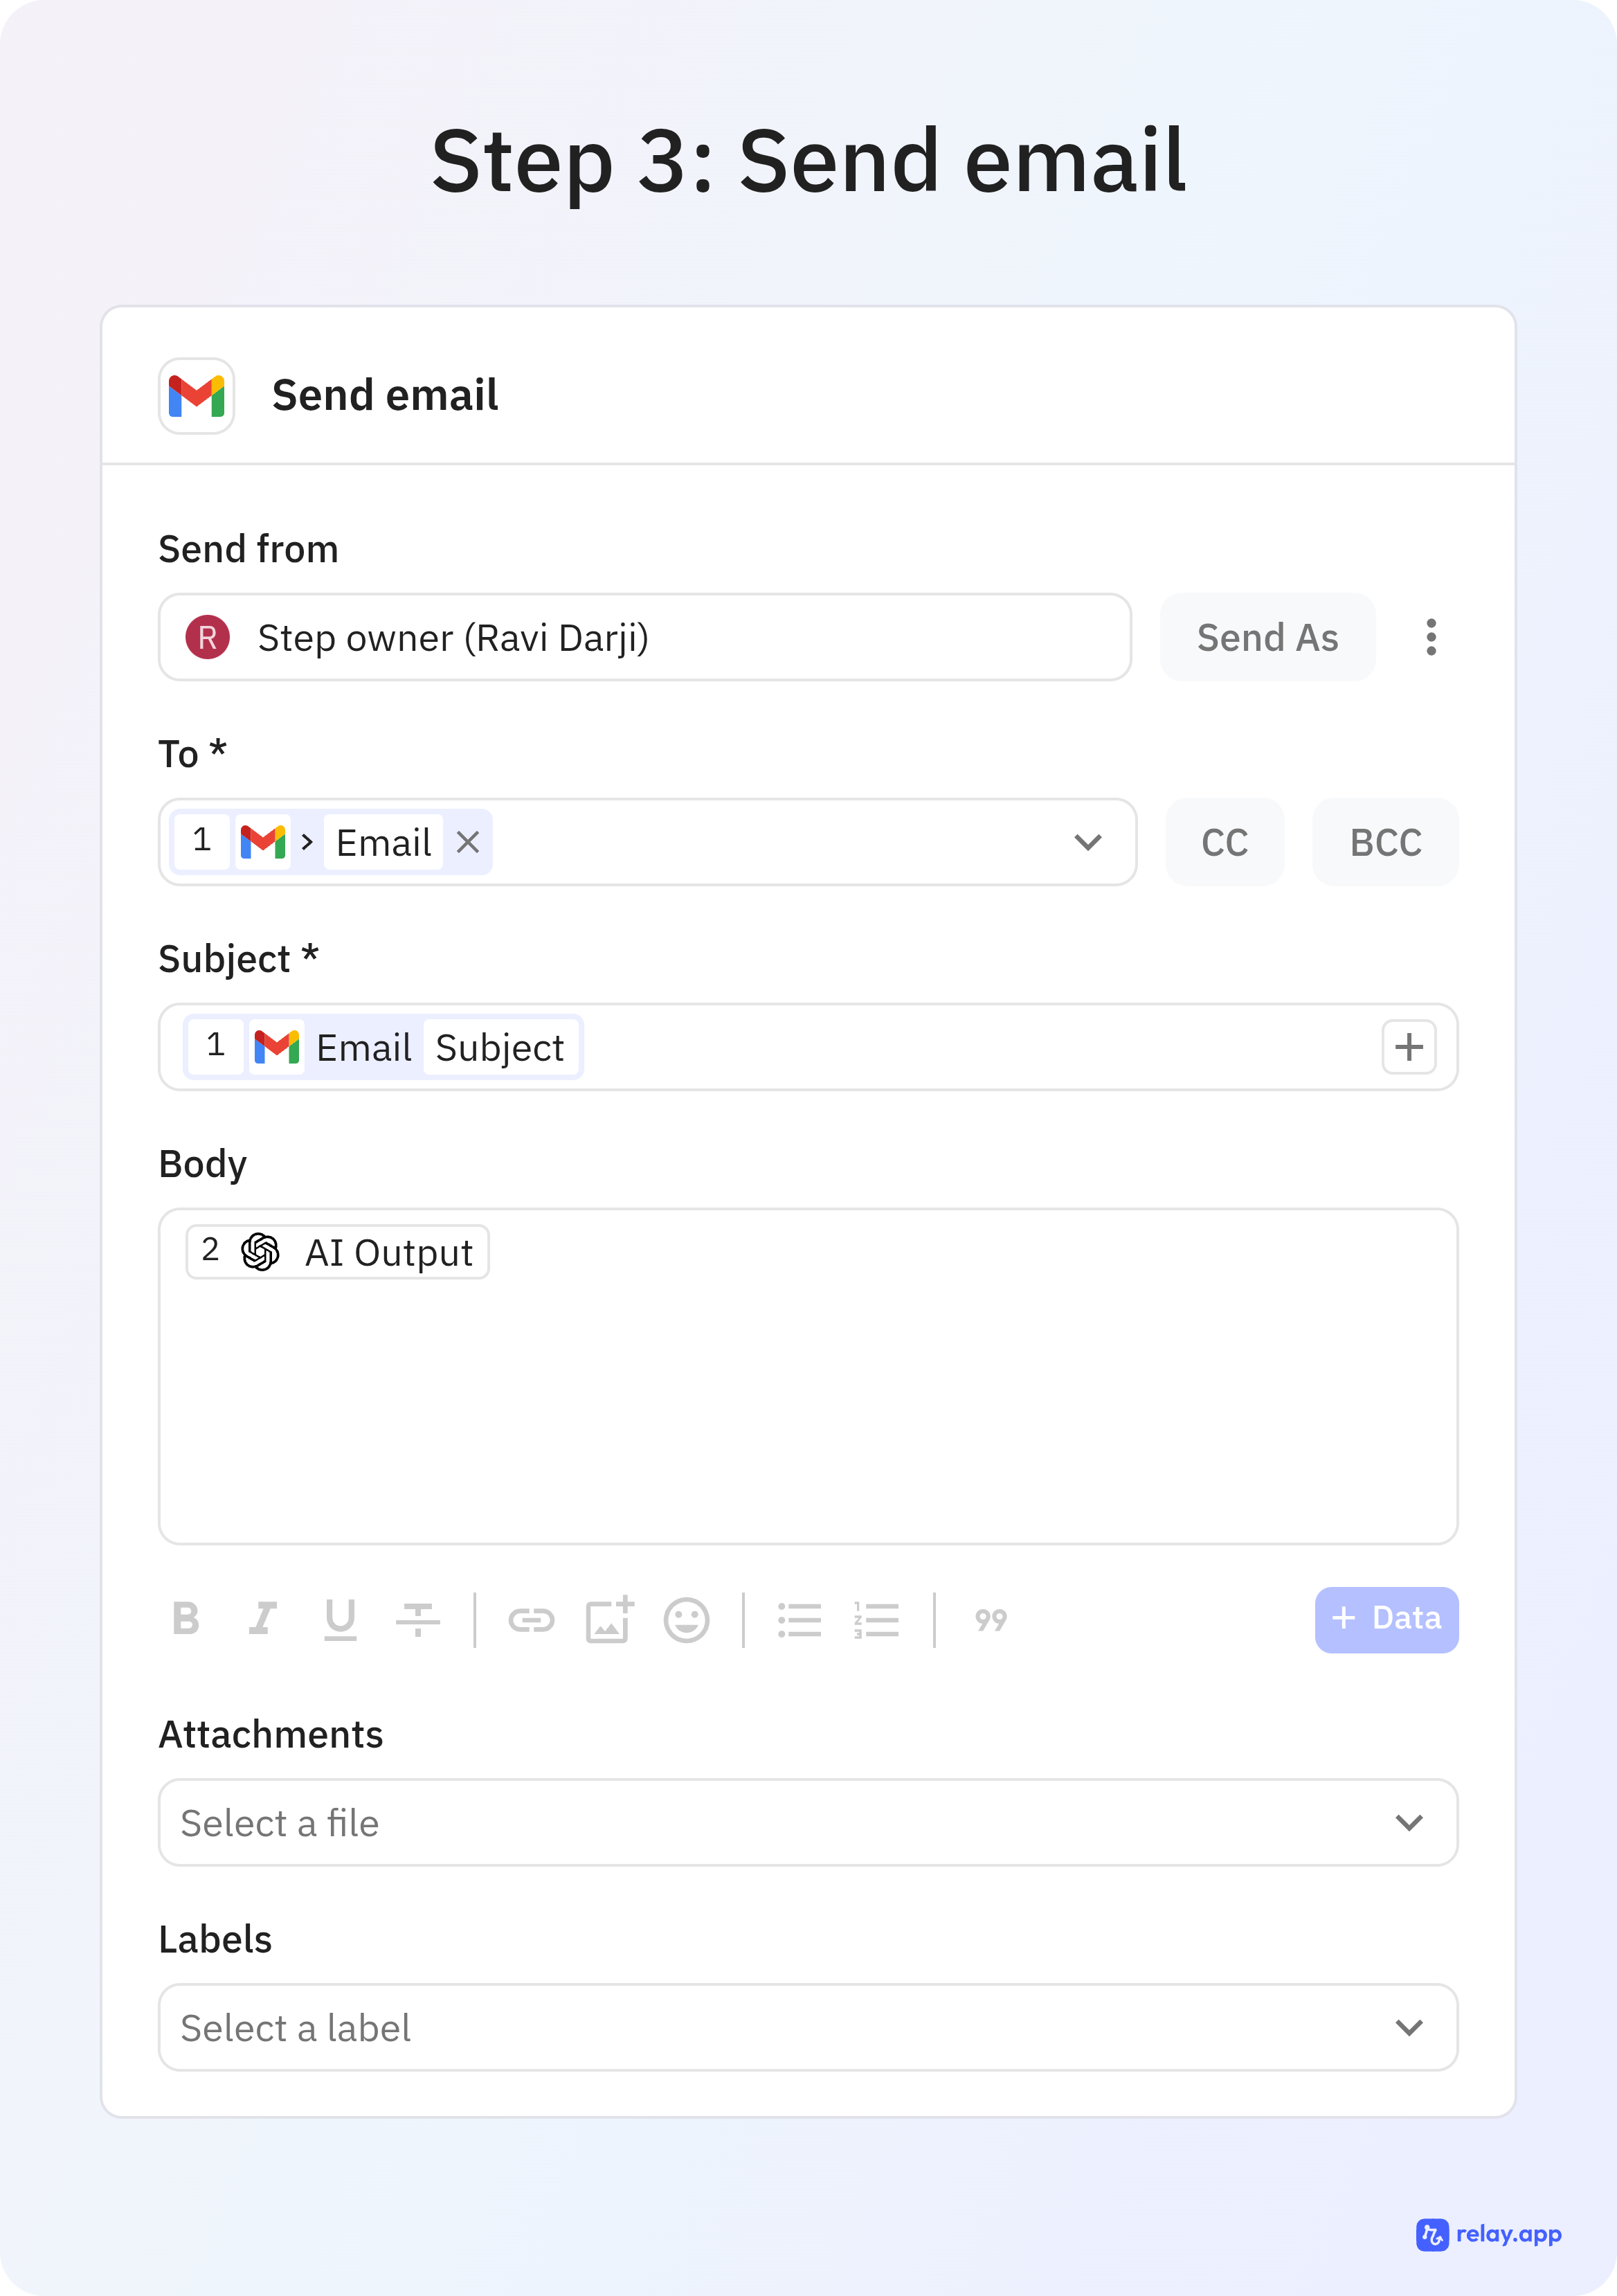 Step 3: Send email
Send email
Send from
R Step owner (Ravi Darji) Send As
To *
1 > Email CC BCC
Subject *
1 Email Subject
Body
2 AI Output
B I U + Data
Attachments
Select a file
Labels
Select a label
relay.app